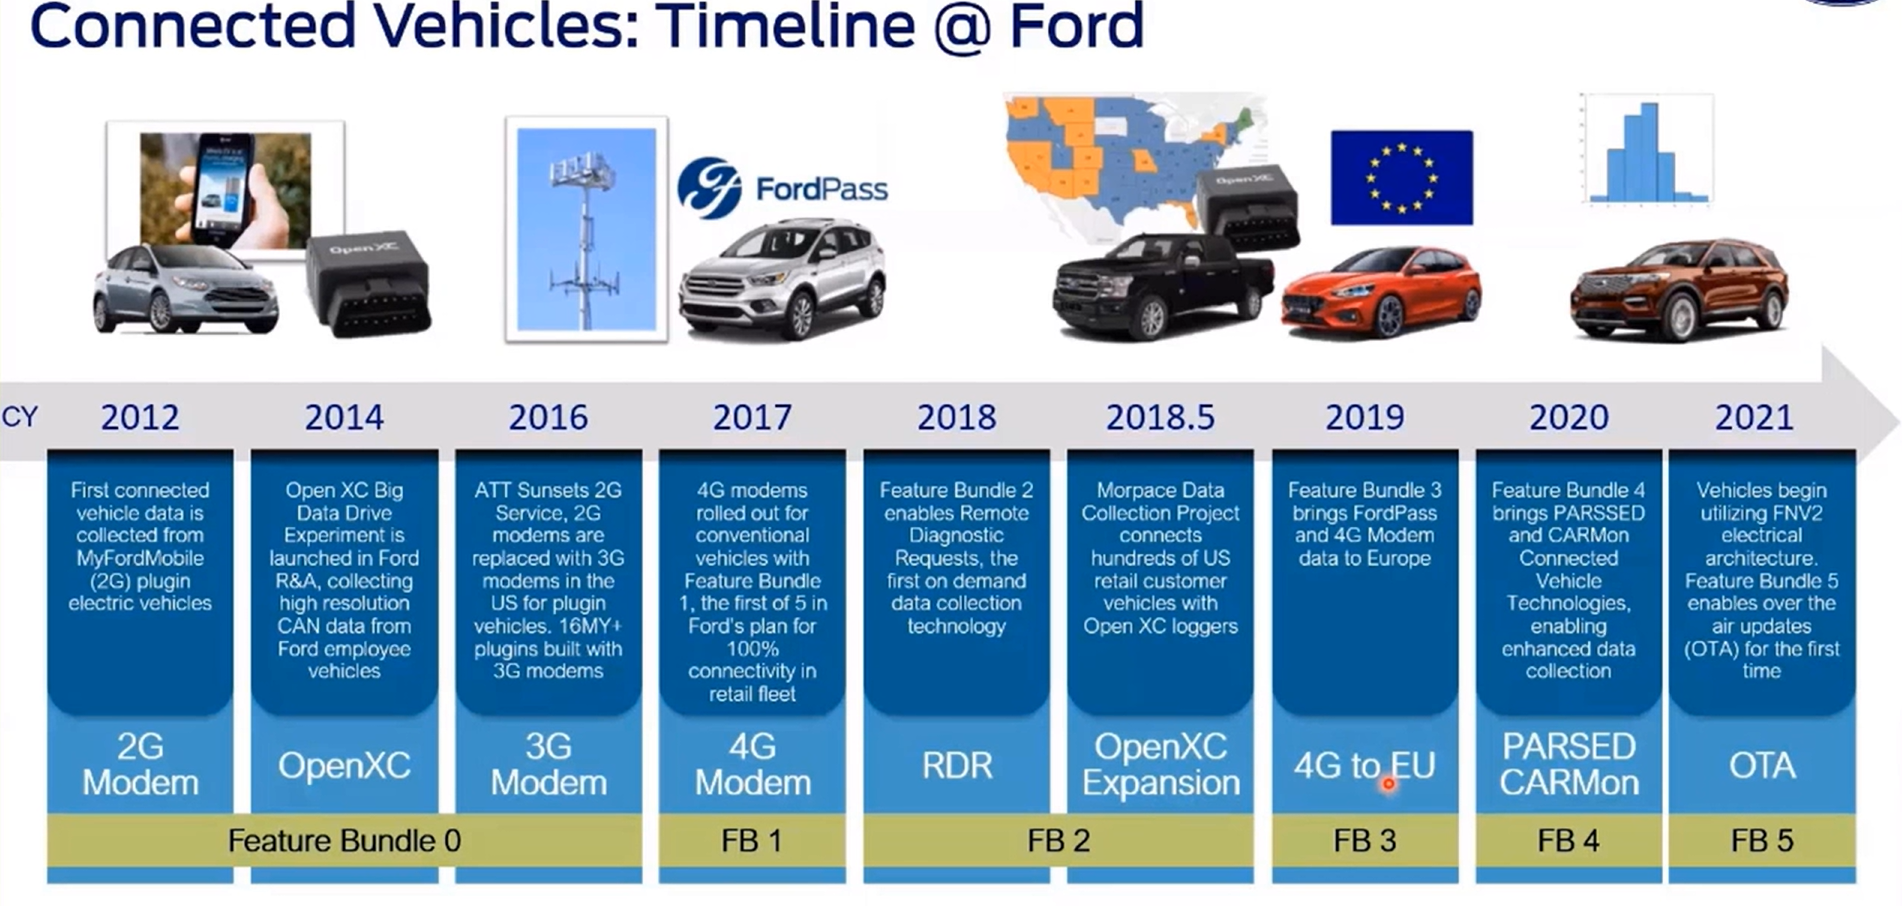 Connected Vehicles: Timeline @ Ford
OpenXC
FordPass
OpenXC
CY
2012
2014
2016
2017
2018
2018.5
2019
2020
2021
First connected
vehicle data is
collected from
MyFordMobile
(2G) plugin
electric vehicles
Open XC Big
Data Drive
Experiment is
launched in Ford
R&A, collecting
high resolution
CAN data from
Ford employee
vehicles
ATT Sunsets 2G
Service, 2G
modems are
replaced with 3G
modems in the
US for plugin
vehicles. 16MY+
plugins built with
3G modems
4G modems
rolled out for
conventional
vehicles with
Feature Bundle
1, the first of 5 in
Ford's plan for
100%
connectivity in
retail fleet
Feature Bundle 2
enables Remote
Diagnostic
Requests, the
first on demand
data collection
technology
Morpace Data
Collection Project
connects
hundreds of US
retail customer
vehicles with
Open XC loggers
Feature Bundle 3
brings FordPass
and 4G Modem
data to Europe
Feature Bundle 4
brings PARSSED
and CARMon
Connected
Vehicle
Technologies,
enabling
enhanced data
collection
Vehicles begin
utilizing FNV2
electrical
architecture.
Feature Bundle 5
enables over the
air updates
(OTA) for the first
time
2G
Modem
OpenXC
3G
Modem
4G
Modem
RDR
OpenXC
Expansion
4G to EU
PARSED
CARMon
OTA
Feature Bundle 0
FB 1
FB 2
FB 3
FB 4
FB 5